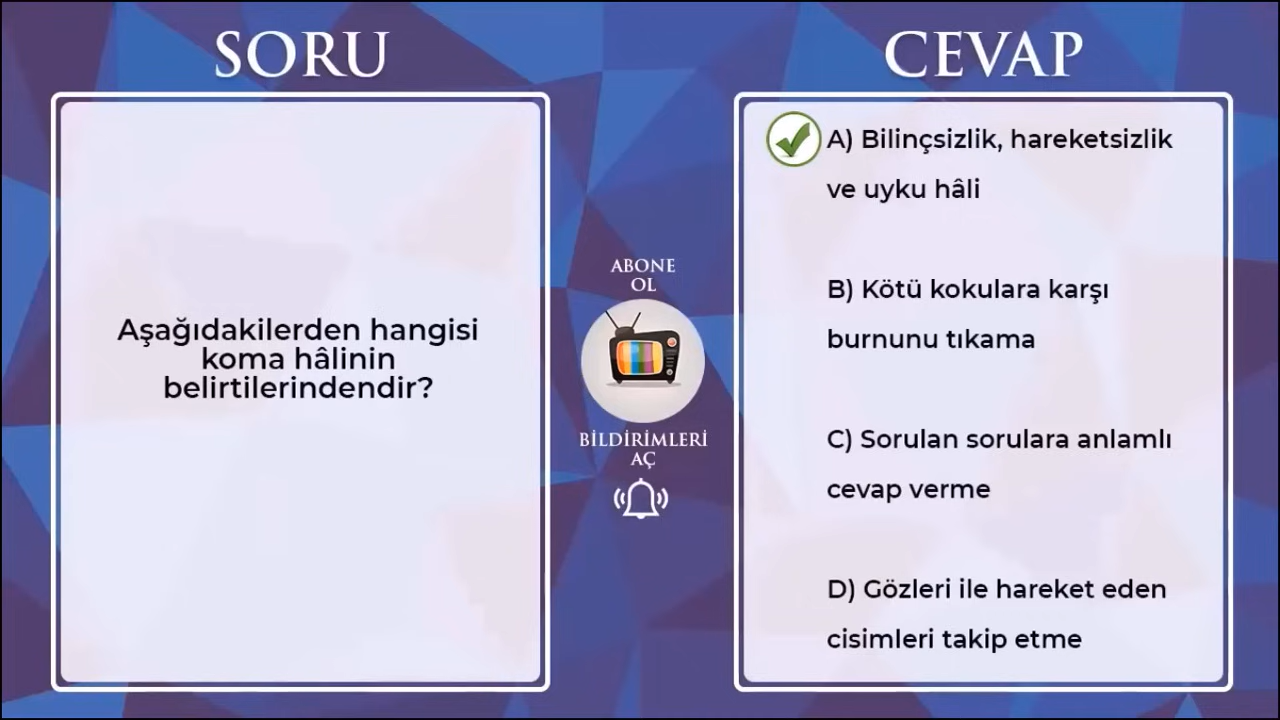 SORU
Aşağıdakilerden hangisi
koma hâlinin
belirtilerindendir?
ABONE
OL
BİLDİRİMLERİ
AÇ
CEVAP
A) Bilinçsizlik, hareketsizlik
ve uyku hâli
B) Kötü kokulara karşı
burnunu tıkama
C) Sorulan sorulara anlamlı
cevap verme
D) Gözleri ile hareket eden
cisimleri takip etme